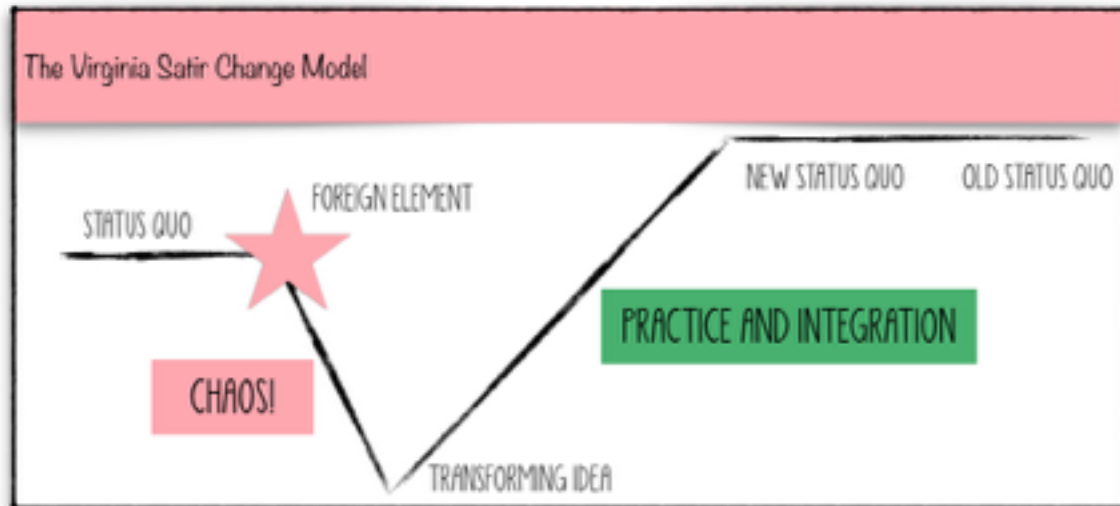 The Virginia Satir Change Model
STATUS QUO
FOREIGN ELEMENT
NEW STATUS QUO
OLD STATUS QUO
CHAOS!
PRACTICE AND INTEGRATION
TRANSFORMING IDEA